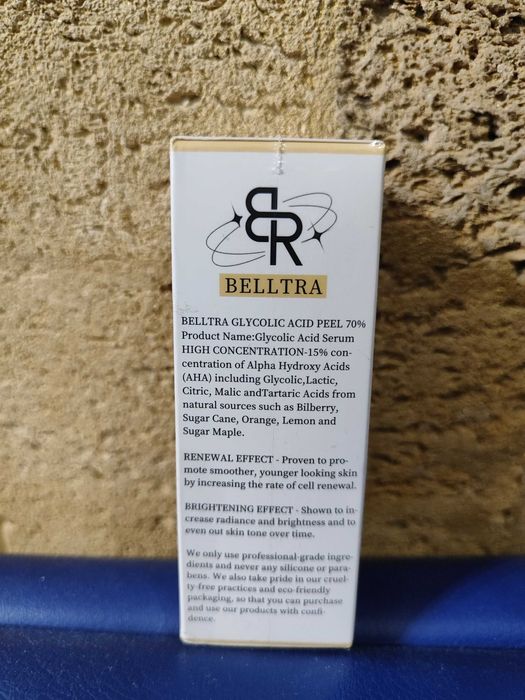 BR
BELLTRA
BELLTRA GLYCOLIC ACID PEEL 70%
Product Name:Glycolic Acid Serum
HIGH CONCENTRATION-15% con-
centration of Alpha Hydroxy Acids
(AHA) including Glycolic,Lactic,
Citric, Malic andTartaric Acids from
natural sources such as Bilberry,
Sugar Cane, Orange, Lemon and
Sugar Maple.
RENEWAL EFFECT - Proven to pro-
mote smoother, younger looking skin
by increasing the rate of cell renewal.
BRIGHTENING EFFECT - Shown to in-
crease radiance and brightness and to
even out skin tone over time.
We only use professional-grade ingre-
dients and never any silicone or para-
bens. We also take pride in our cruel-
ty-free practices and eco-friendly
packaging, so that you can purchase
and use our products with confi-
dence.